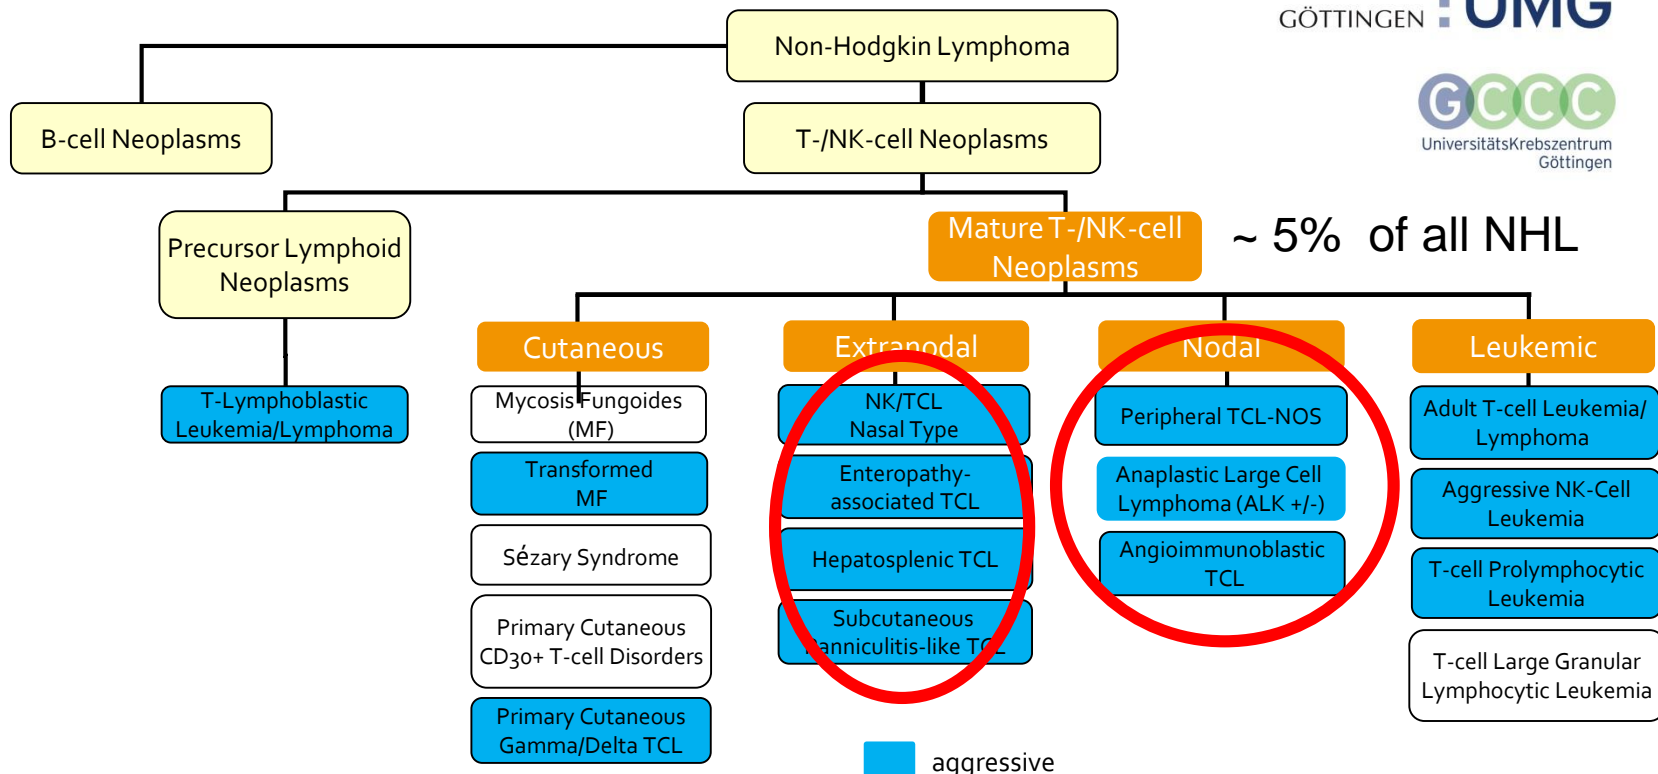 GÖTTINGEN UMG
Non-Hodgkin Lymphoma
GCCC
UniversitätsKrebszentrum
Göttingen
B-cell Neoplasms
T-/NK-cell Neoplasms
Precursor Lymphoid
Neoplasms
Mature T-/NK-cell
Neoplasms
~ 5% of all NHL
Cutaneous
Extranodal
Nodal
Leukemic
T-Lymphoblastic
Leukemia/Lymphoma
Mycosis Fungoides
(MF)
Transformed
MF
Sézary Syndrome
Primary Cutaneous
CD30+ T-cell Disorders
Primary Cutaneous
Gamma/Delta TCL
NK/TCL
Nasal Type
Enteropathy-
associated TCL
Hepatosplenic TCL
Subcutaneous
Panniculitis-like TCL
Peripheral TCL-NOS
Anaplastic Large Cell
Lymphoma (ALK +/-)
Angioimmunoblastic
TCL
Adult T-cell Leukemia/
Lymphoma
Aggressive NK-Cell
Leukemia
T-cell Prolymphocytic
Leukemia
T-cell Large Granular
Lymphocytic Leukemia
aggressive